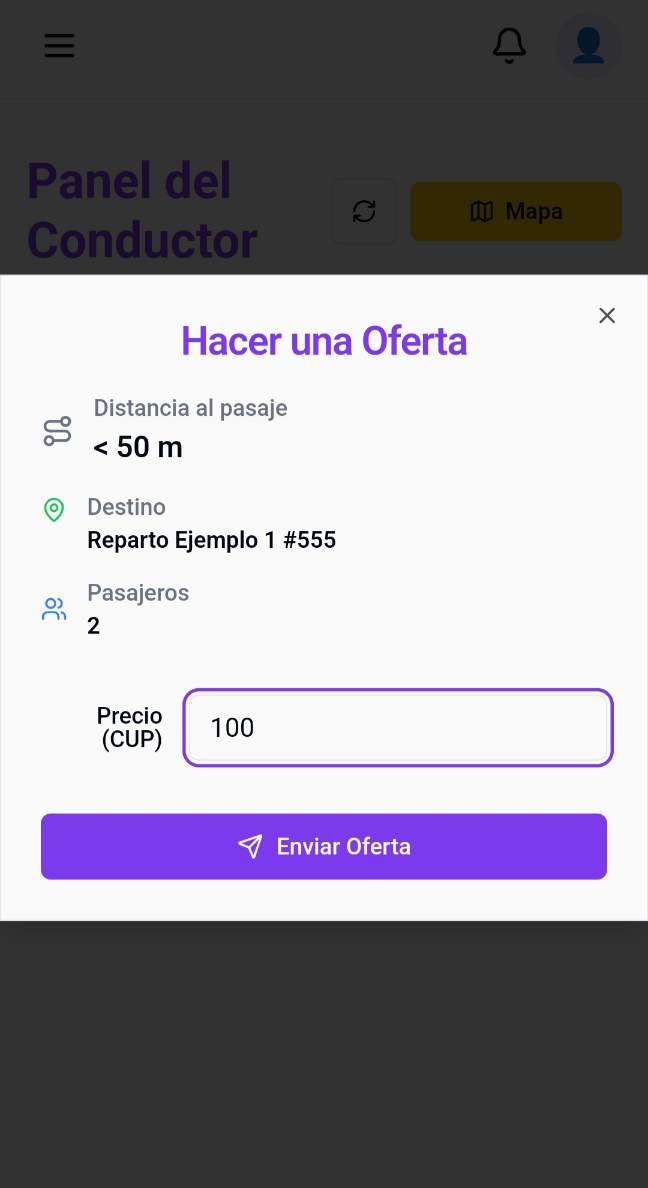 Panel del
Conductor
Mapa
Hacer una Oferta
Distancia al pasaje
< 50 m
Destino
Reparto Ejemplo 1 #555
Pasajeros
2
Precio
(CUP)
100
Enviar Oferta